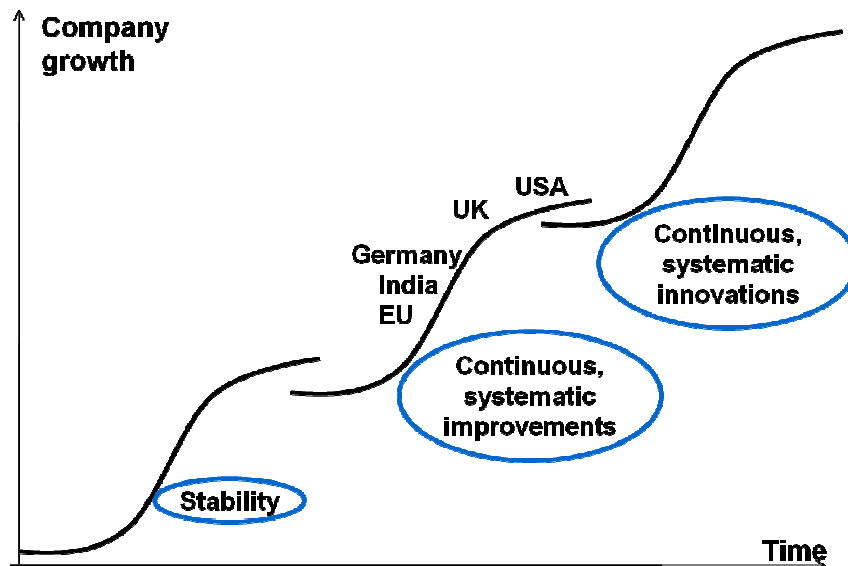 Company
growth
USA
UK
Germany
India
EU
Continuous,
systematic
innovations
Continuous,
systematic
improvements
Stability
Time